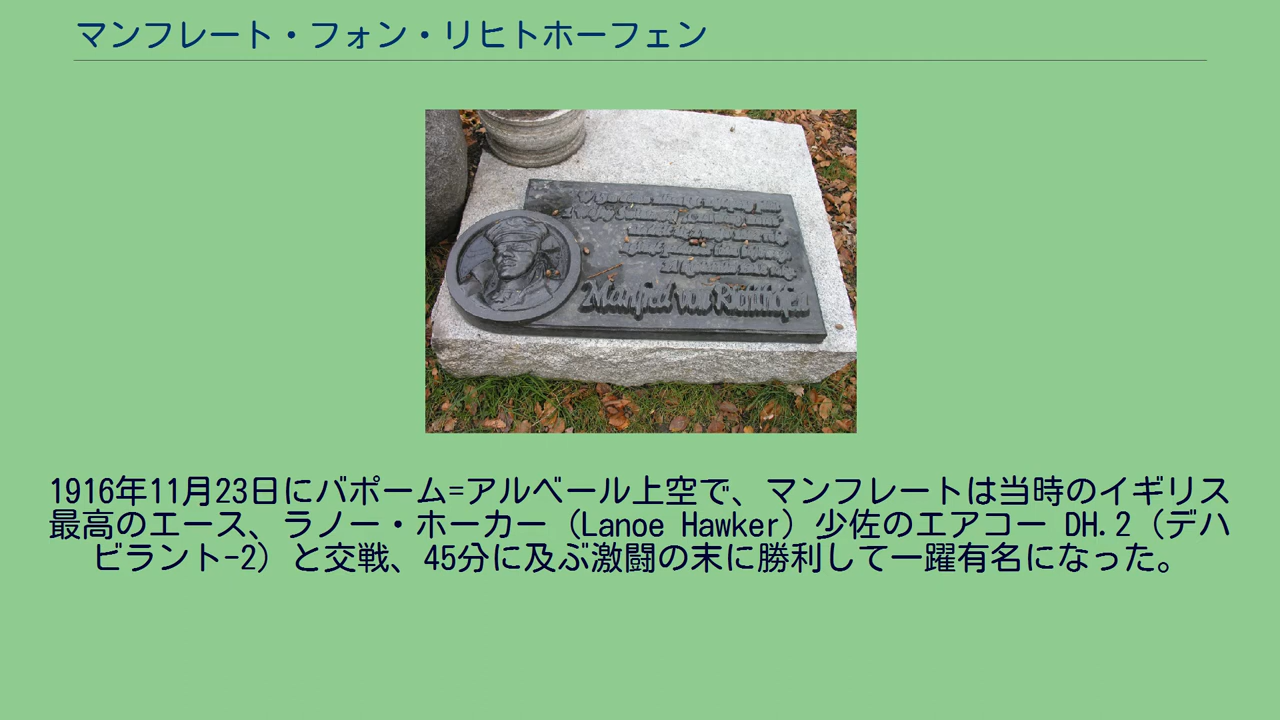 マンフレート・フォン・リヒトホーフェン
Manfred von Richthofen
1916年11月23日にバポーム=アルベール上空で、マンフレートは当時のイギリス
最高のエース、ラノー・ホーカー（Lanoe Hawker）少佐のエアコー DH.2（デハ
ビラント-2）と交戦、45分に及ぶ激闘の末に勝利して一躍有名になった。